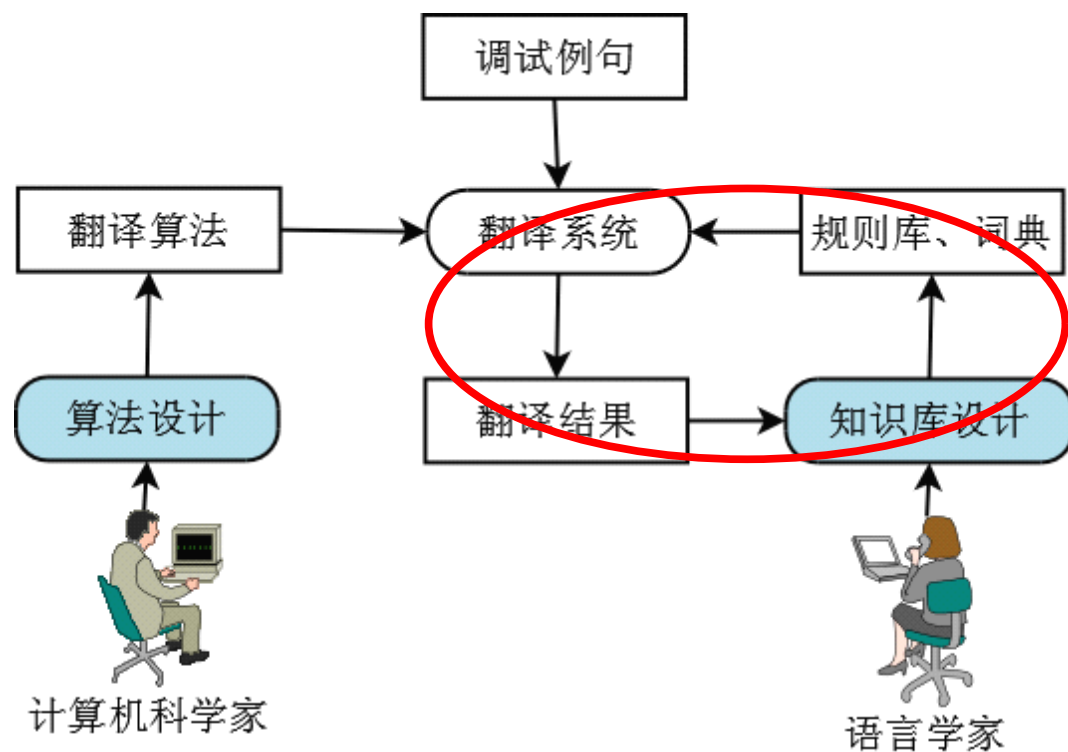 调试例句
翻译算法
翻译系统
规则库、词典
算法设计
翻译结果
知识库设计
计算机科学家
语言学家